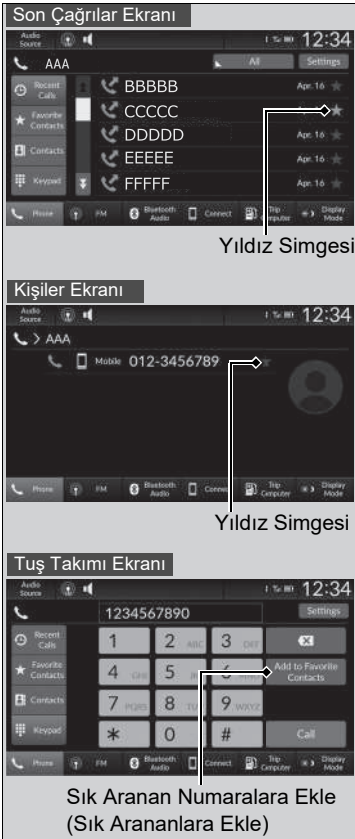 Son Çağrılar Ekranı
Audio Source 12:34
AAA All Settings
Recent Calls BBBBB Apr. 16
Favorite Contacts CCCCC
DDDDD Apr. 16
Contacts EEEEE Apr. 16
Keypad FFFFF Apr. 16
Phone FM Bluetooth Audio Connect Trip Computer Display Mode
Yıldız Simgesi
Kişiler Ekranı
Audio Source 12:34
> AAA
Mobile 012-3456789
Phone FM Bluetooth Audio Connect Trip Computer Display Mode
Yıldız Simgesi
Tuş Takımı Ekranı
Audio Source 12:34
1234567890 Settings
Recent Calls 1 2 ABC 3 DEF
Favorite Contacts 4 GHI 5 6 Add to Favorite Contacts
Contacts 7 PQRS 8 TUV 9 WXYZ
Keypad * 0 # Call
Phone FM Bluetooth Audio Connect Trip Computer Display Mode
Sık Aranan Numaralara Ekle
(Sık Arananlara Ekle)